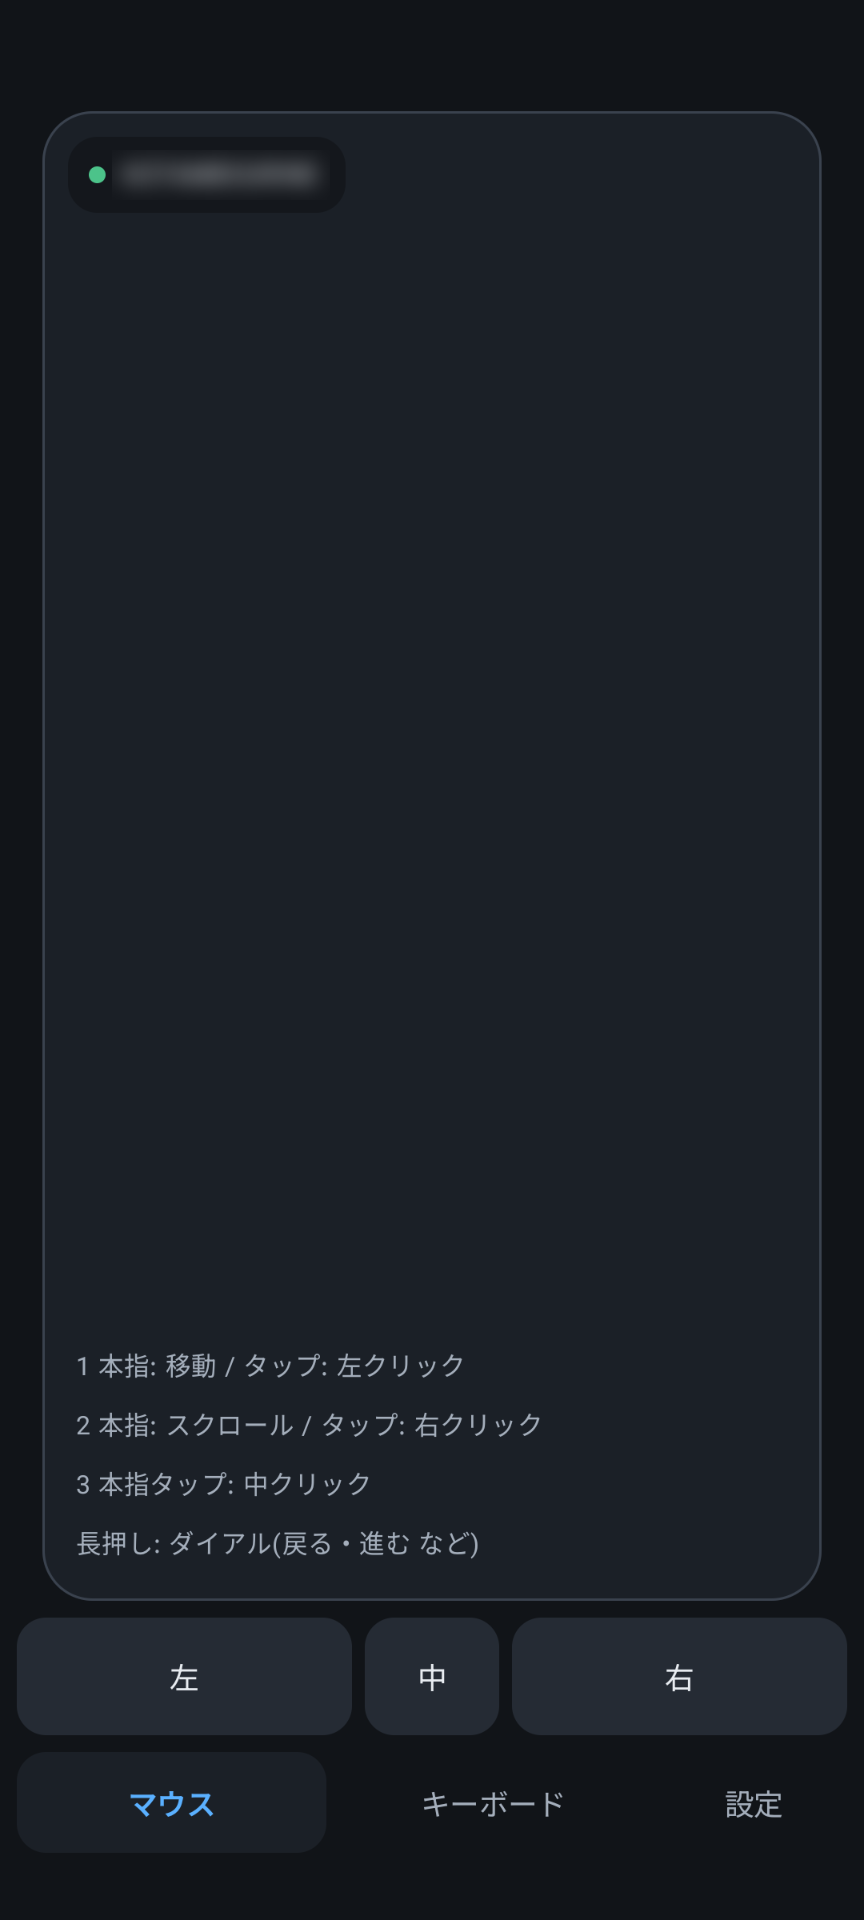 1 本指: 移動 / タップ: 左クリック
2 本指: スクロール / タップ: 右クリック
3 本指タップ: 中クリック
長押し: ダイアル(戻る・進む など)
左 中 右
マウス キーボード 設定